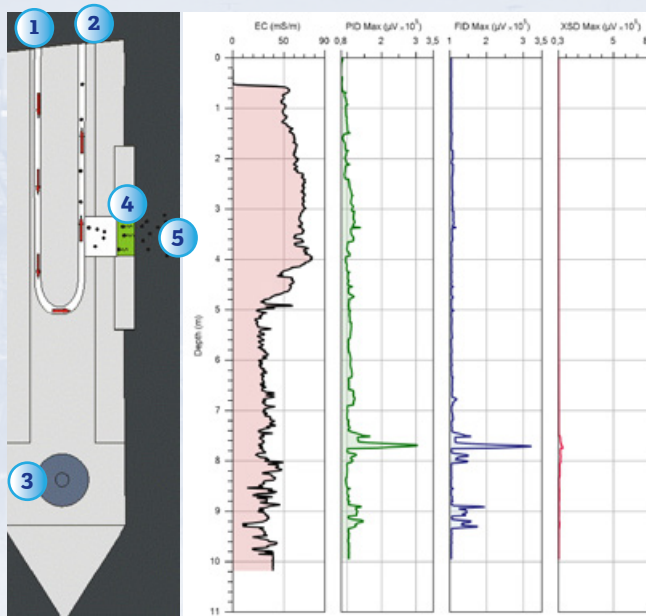 1
2
4
5
3
EC (mS/m)
0 50 90
PID Max (µV × 10⁵)
0,8 2 3,5
FID Max (µV × 10⁵)
1 2 3,5
XSD Max (µV × 10⁵)
0,3 5 8
Depth (m)
0
1
2
3
4
5
6
7
8
9
10
11